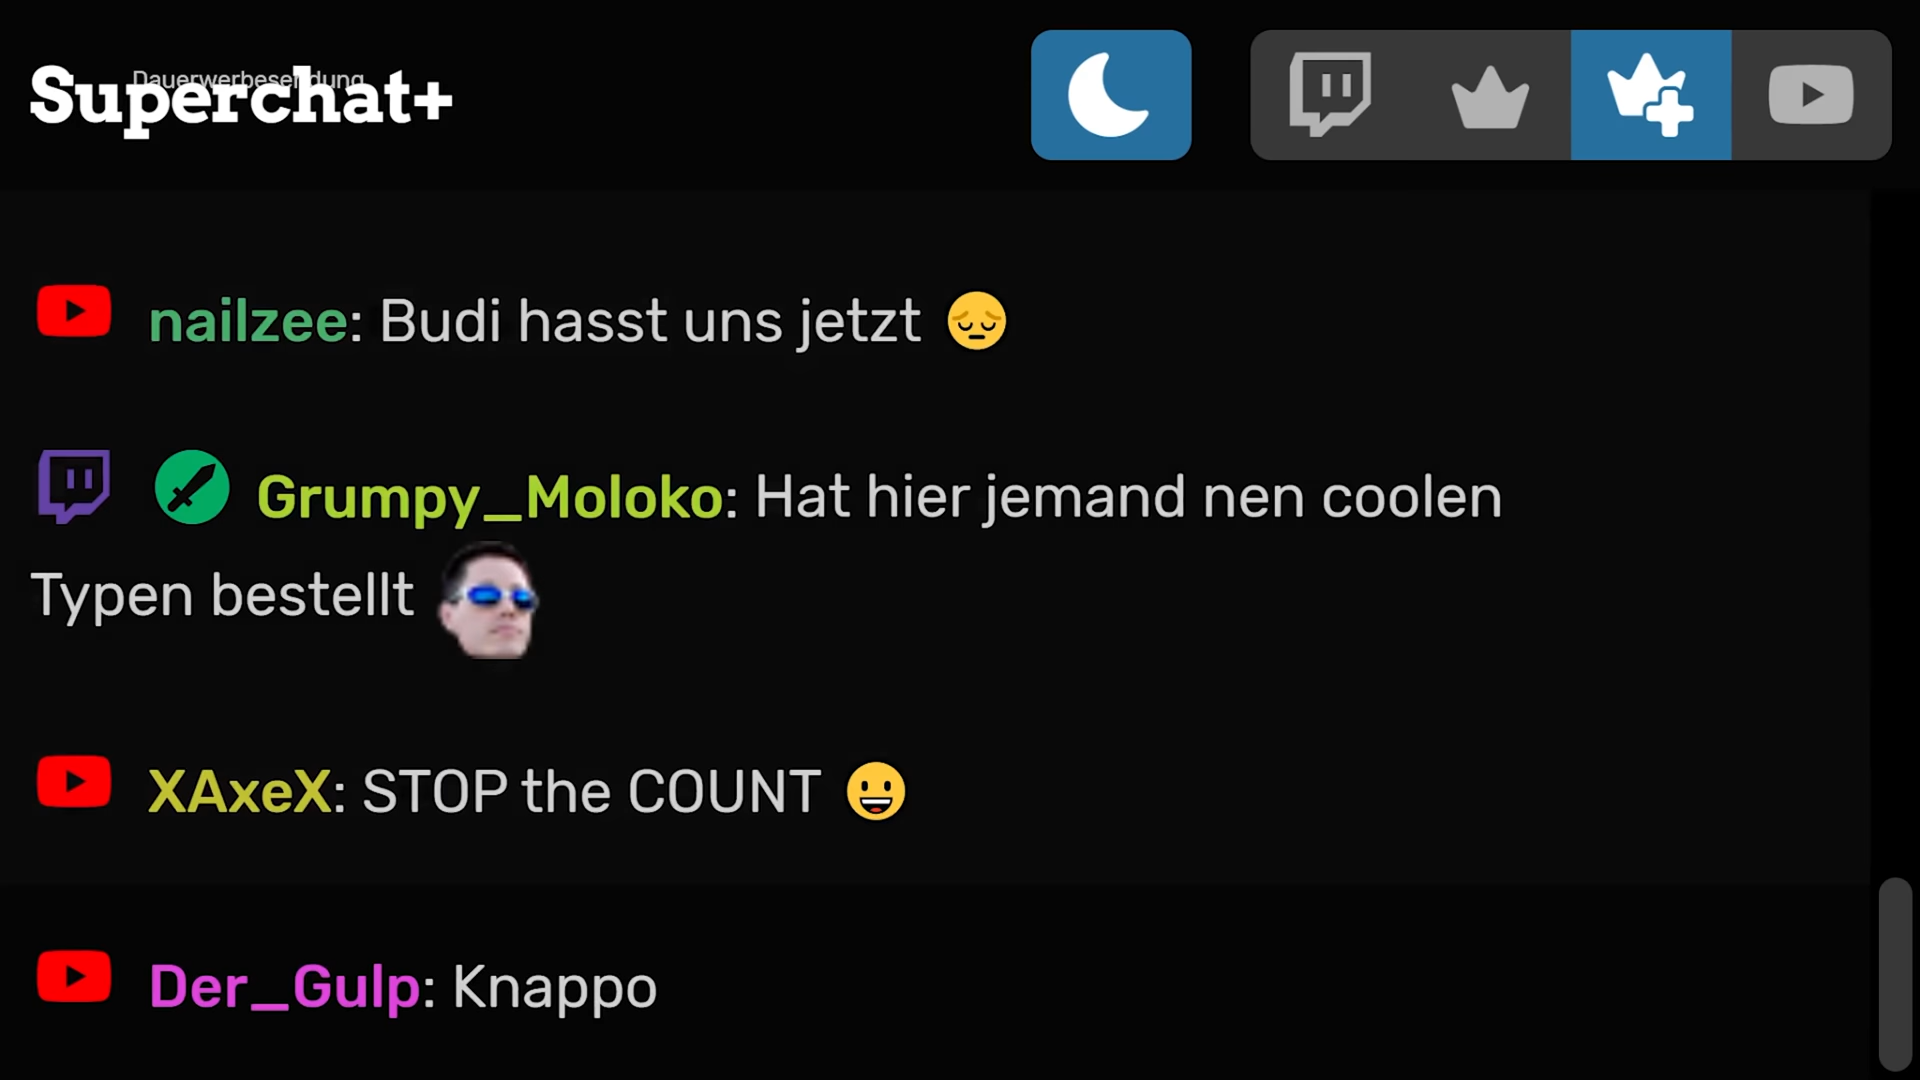 Dauerwerbesendung
Superchat+
nailzee: Budi hasst uns jetzt 😔
Grumpy_Moloko: Hat hier jemand nen coolen
Typen bestellt
XAxeX: STOP the COUNT 😀
Der_Gulp: Knappo